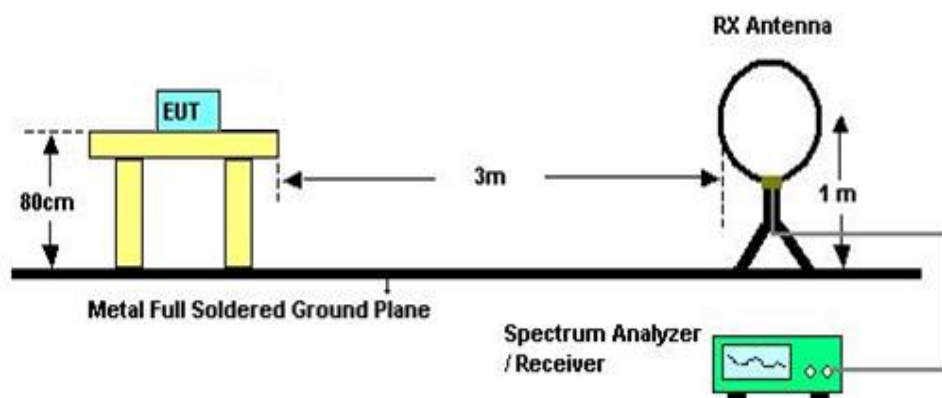 RX Antenna
EUT
80cm
3m
1 m
Metal Full Soldered Ground Plane
Spectrum Analyzer
/ Receiver